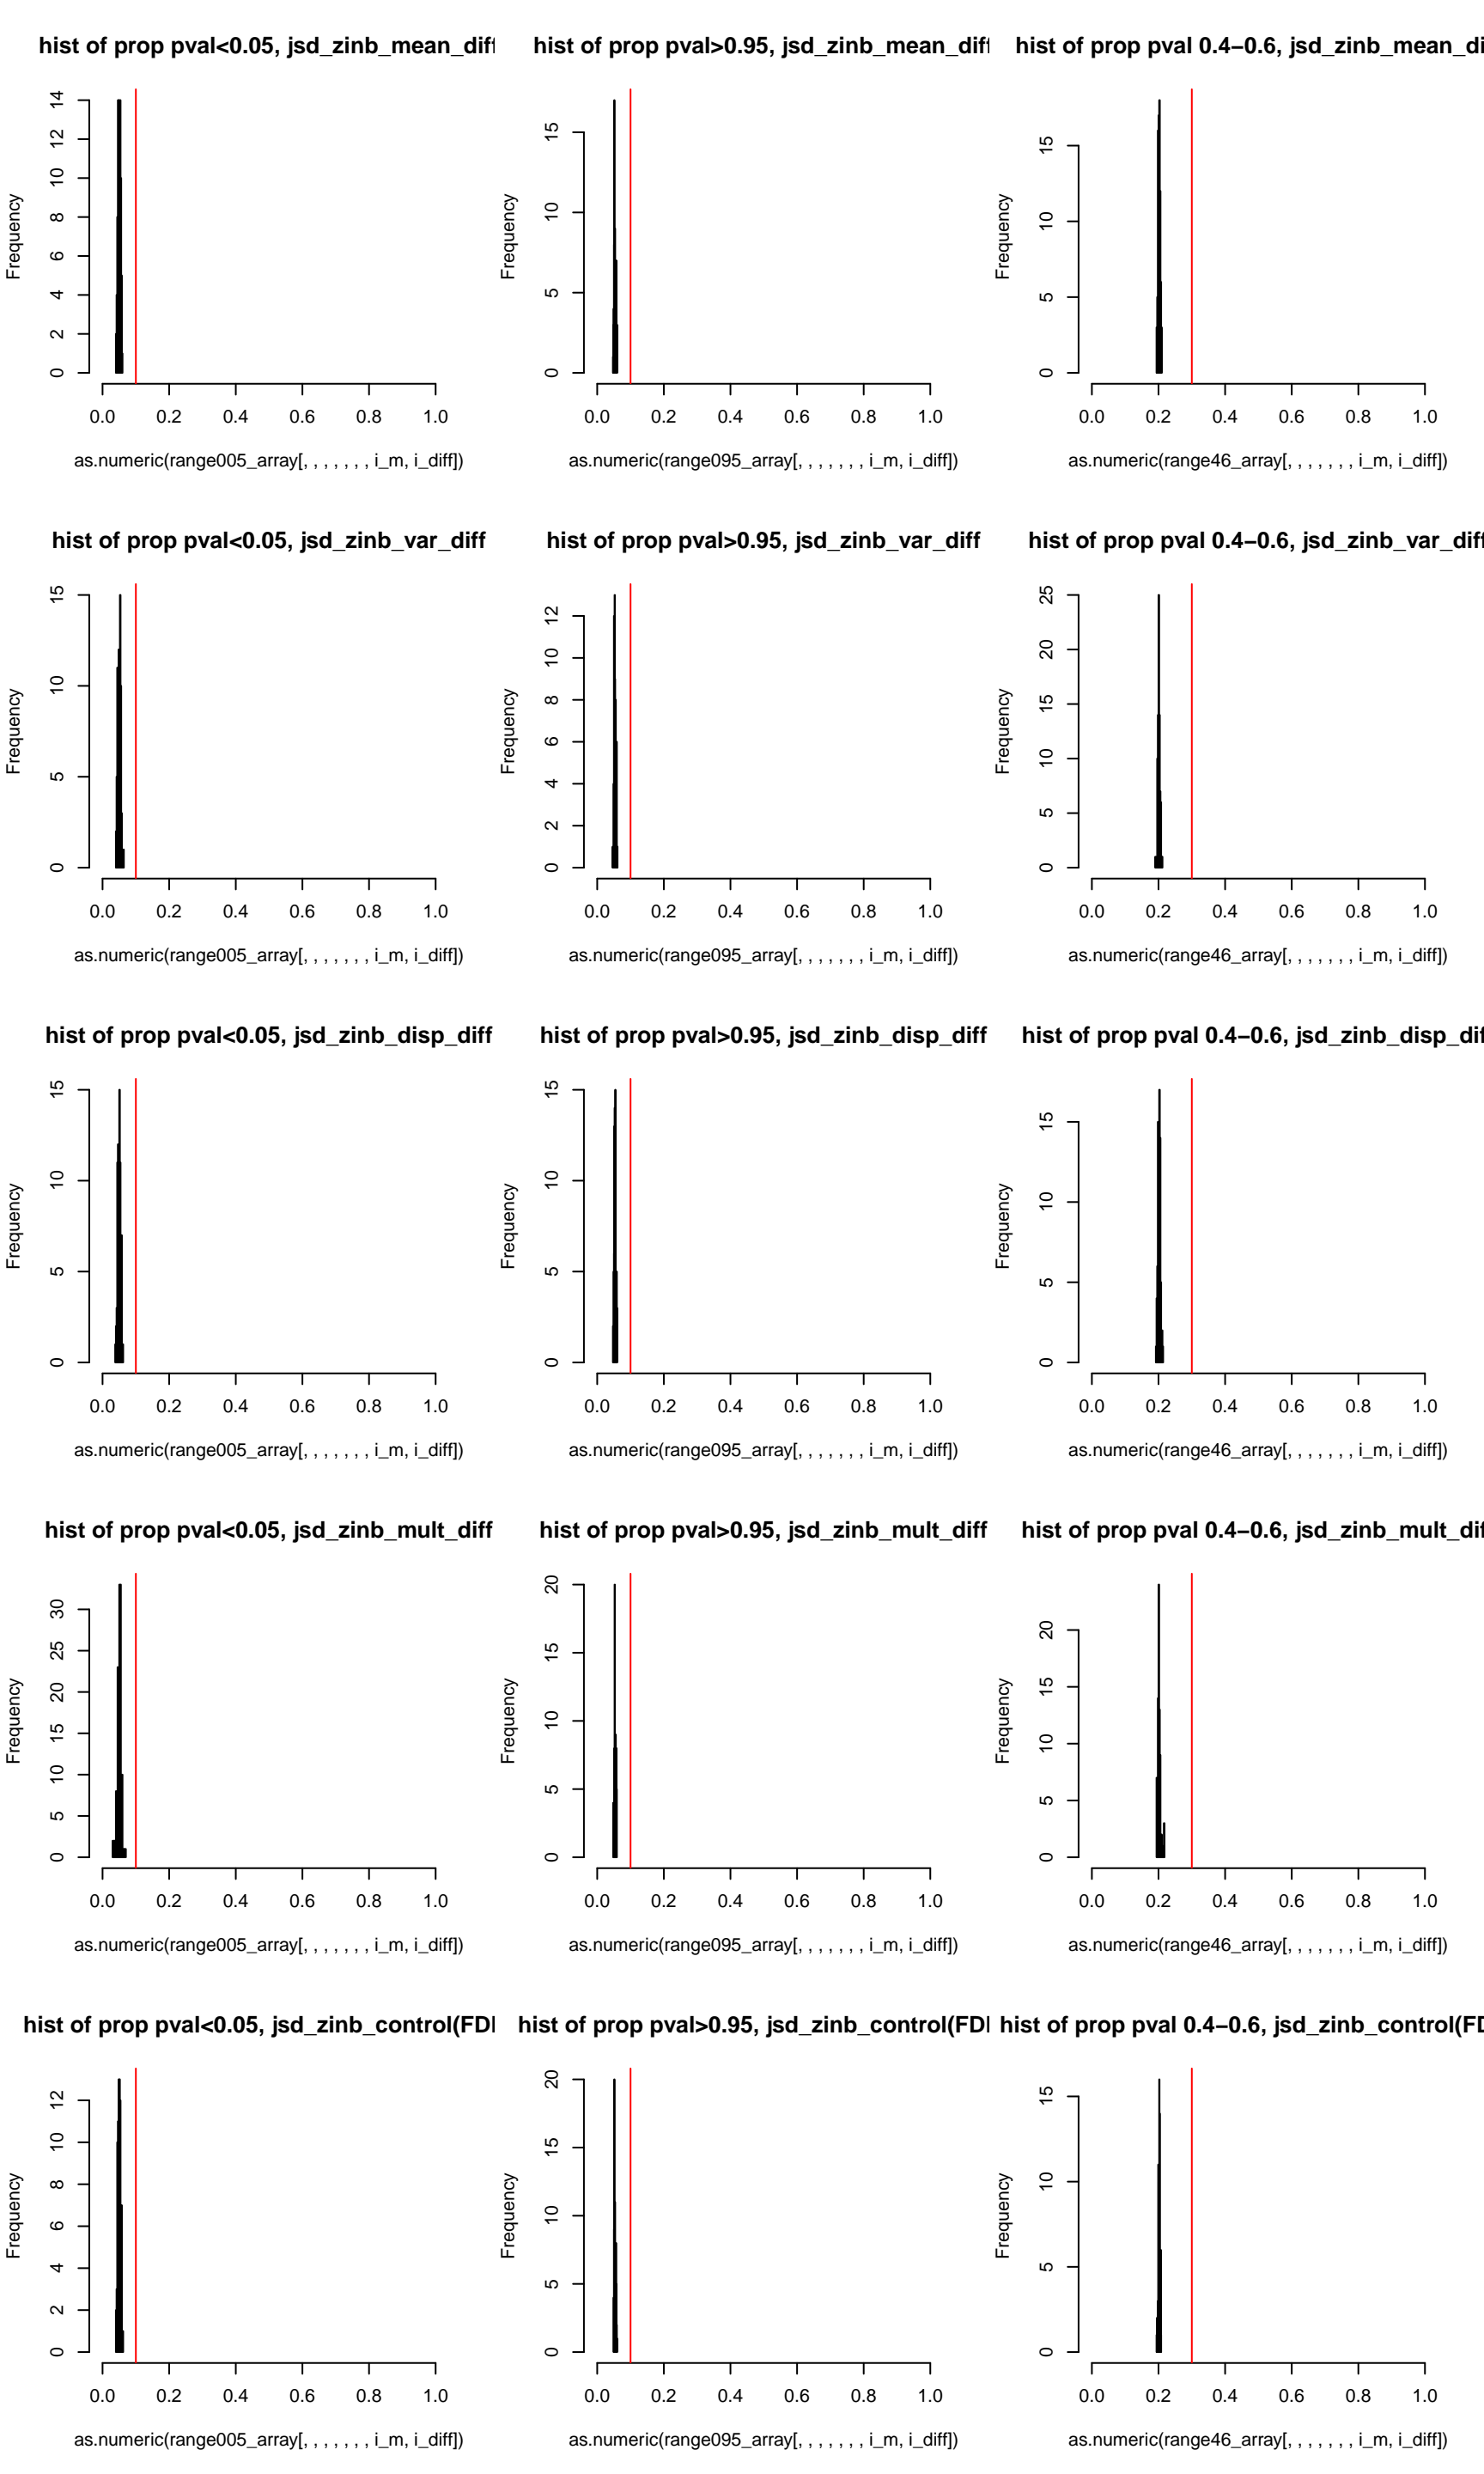 hist of prop pval<0.05, jsd_zinb_mean_diff
Frequency
0 2 4 6 8 10 12 14
0.0 0.2 0.4 0.6 0.8 1.0
as.numeric(range005_array[, , , , , , , i_m, i_diff])
hist of prop pval>0.95, jsd_zinb_mean_diff
Frequency
0 5 10 15
0.0 0.2 0.4 0.6 0.8 1.0
as.numeric(range095_array[, , , , , , , i_m, i_diff])
hist of prop pval 0.4−0.6, jsd_zinb_mean_di
Frequency
0 5 10 15
0.0 0.2 0.4 0.6 0.8 1.0
as.numeric(range46_array[, , , , , , , i_m, i_diff])
hist of prop pval<0.05, jsd_zinb_var_diff
Frequency
0 5 10 15
0.0 0.2 0.4 0.6 0.8 1.0
as.numeric(range005_array[, , , , , , , i_m, i_diff])
hist of prop pval>0.95, jsd_zinb_var_diff
Frequency
0 2 4 6 8 10 12
0.0 0.2 0.4 0.6 0.8 1.0
as.numeric(range095_array[, , , , , , , i_m, i_diff])
hist of prop pval 0.4−0.6, jsd_zinb_var_diff
Frequency
0 5 10 15 20 25
0.0 0.2 0.4 0.6 0.8 1.0
as.numeric(range46_array[, , , , , , , i_m, i_diff])
hist of prop pval<0.05, jsd_zinb_disp_diff
Frequency
0 5 10 15
0.0 0.2 0.4 0.6 0.8 1.0
as.numeric(range005_array[, , , , , , , i_m, i_diff])
hist of prop pval>0.95, jsd_zinb_disp_diff
Frequency
0 5 10 15
0.0 0.2 0.4 0.6 0.8 1.0
as.numeric(range095_array[, , , , , , , i_m, i_diff])
hist of prop pval 0.4−0.6, jsd_zinb_disp_dif
Frequency
0 5 10 15
0.0 0.2 0.4 0.6 0.8 1.0
as.numeric(range46_array[, , , , , , , i_m, i_diff])
hist of prop pval<0.05, jsd_zinb_mult_diff
Frequency
0 5 10 15 20 25 30
0.0 0.2 0.4 0.6 0.8 1.0
as.numeric(range005_array[, , , , , , , i_m, i_diff])
hist of prop pval>0.95, jsd_zinb_mult_diff
Frequency
0 5 10 15 20
0.0 0.2 0.4 0.6 0.8 1.0
as.numeric(range095_array[, , , , , , , i_m, i_diff])
hist of prop pval 0.4−0.6, jsd_zinb_mult_dif
Frequency
0 5 10 15 20
0.0 0.2 0.4 0.6 0.8 1.0
as.numeric(range46_array[, , , , , , , i_m, i_diff])
hist of prop pval<0.05, jsd_zinb_control(FD
Frequency
0 2 4 6 8 10 12
0.0 0.2 0.4 0.6 0.8 1.0
as.numeric(range005_array[, , , , , , , i_m, i_diff])
hist of prop pval>0.95, jsd_zinb_control(FD
Frequency
0 5 10 15 20
0.0 0.2 0.4 0.6 0.8 1.0
as.numeric(range095_array[, , , , , , , i_m, i_diff])
hist of prop pval 0.4−0.6, jsd_zinb_control(FD
Frequency
0 5 10 15
0.0 0.2 0.4 0.6 0.8 1.0
as.numeric(range46_array[, , , , , , , i_m, i_diff])